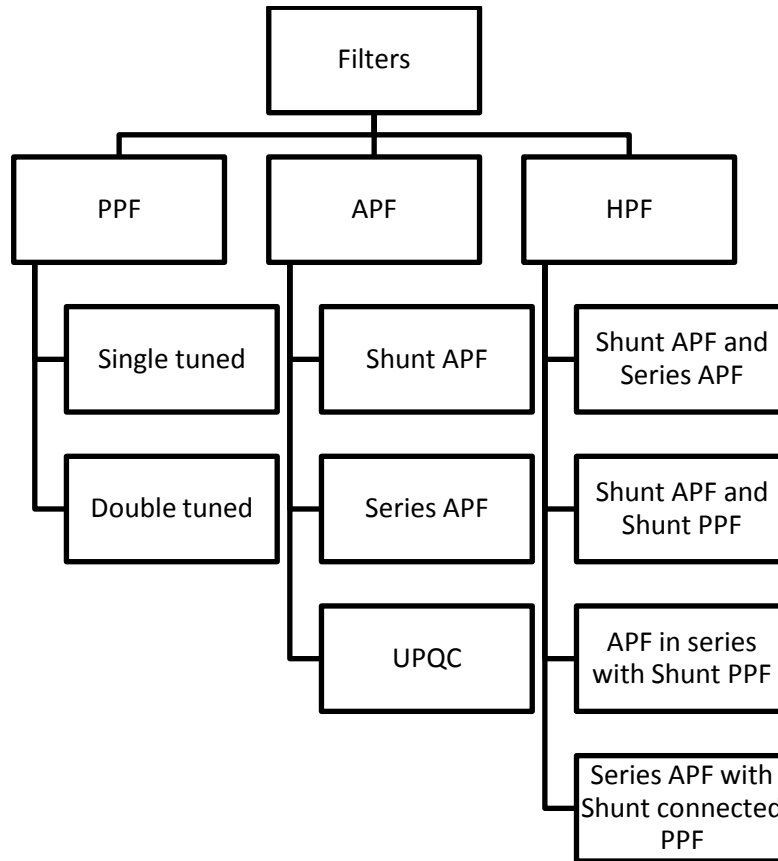 Filters
PPF
APF
HPF
Single tuned
Shunt APF
Shunt APF and
Series APF
Double tuned
Series APF
Shunt APF and
Shunt PPF
UPQC
APF in series
with Shunt PPF
Series APF with
Shunt connected
PPF